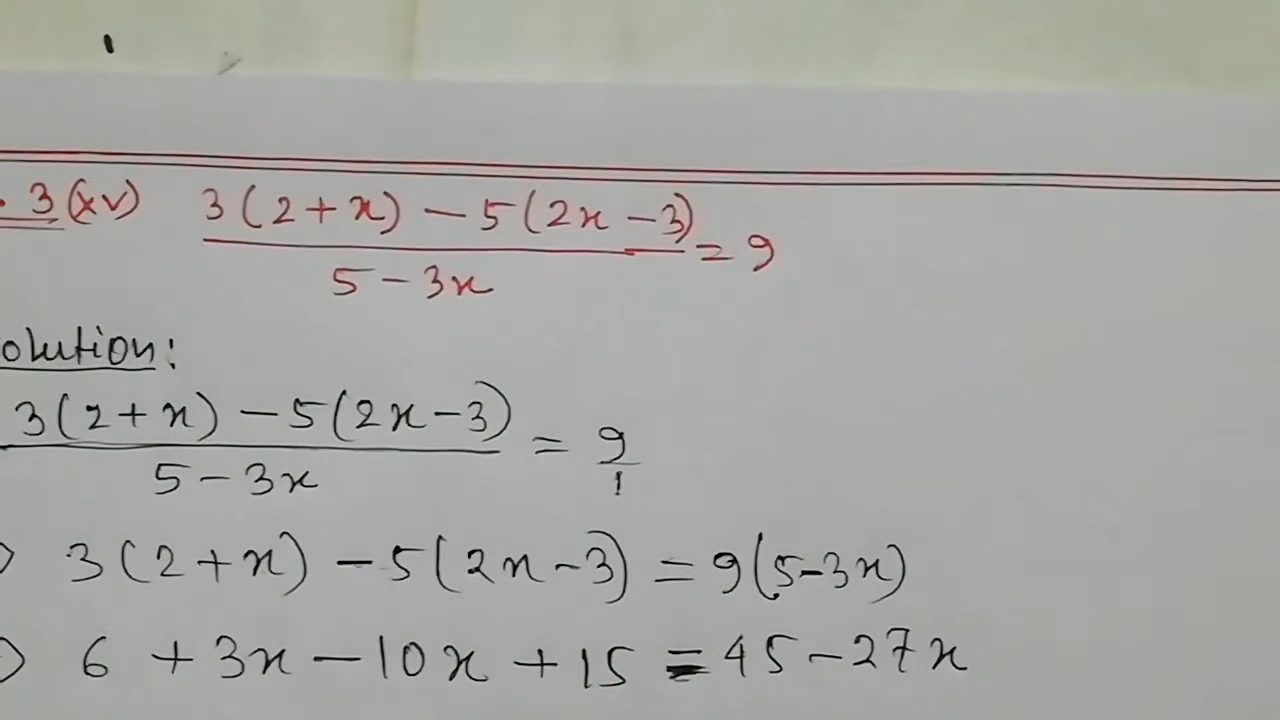 . 3 (xv) 3(2+x) - 5(2x-3) / 5-3x = 9
olution:
3(2+x) - 5(2x-3) / 5-3x = 9/1
3(2+x) - 5(2x-3) = 9(5-3x)
6 + 3x - 10x + 15 = 45 - 27x